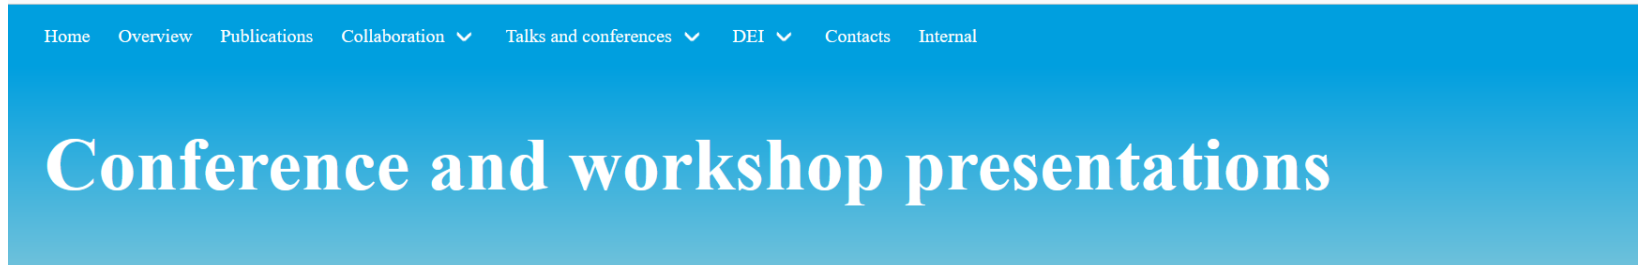 Home Overview Publications Collaboration Talks and conferences DEI Contacts Internal
Conference and workshop presentations